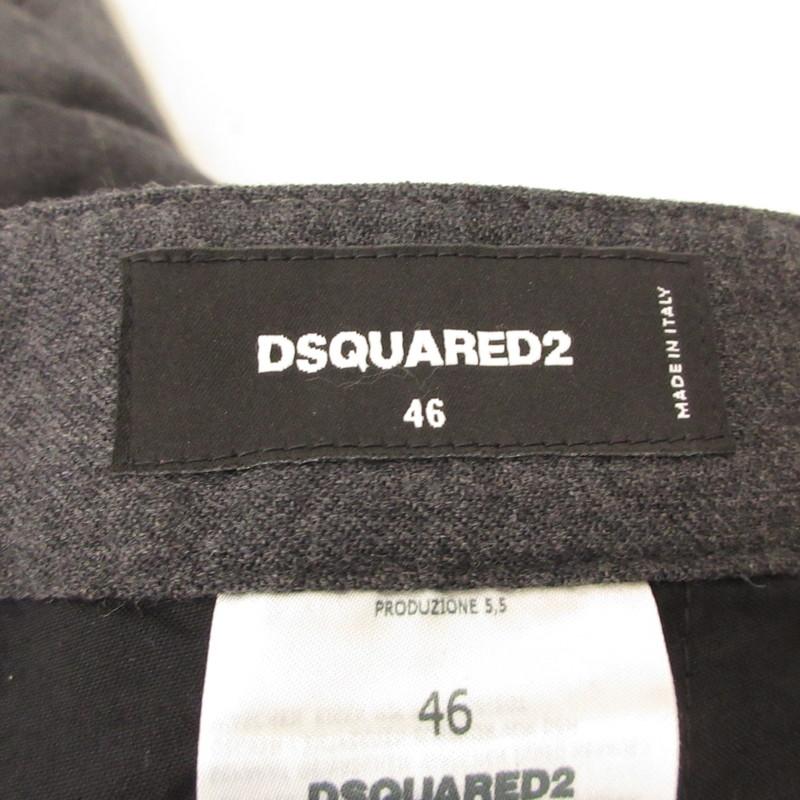 DSQUARED2
46
MADE IN ITALY
PRODUZIONE 5,5
46
DSQUARED2